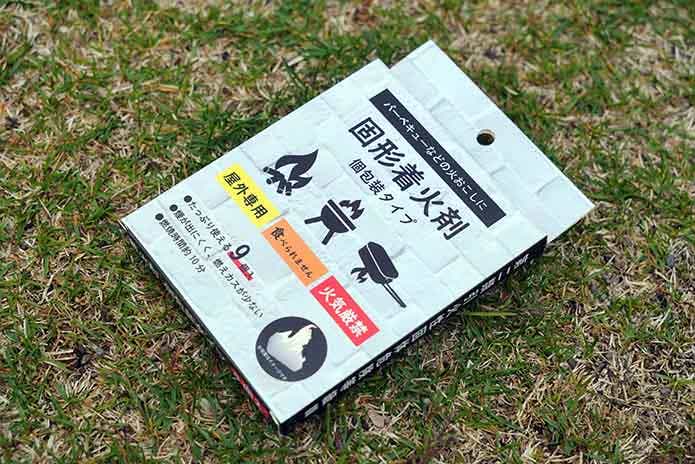 バーベキューなどの火おこしに
固形着火剤
個包装タイプ
屋外専用
食べられません
火気厳禁
●たっぷり使える9個入
●煙が出にくく、燃えカスが少ない
●燃焼時間約10分